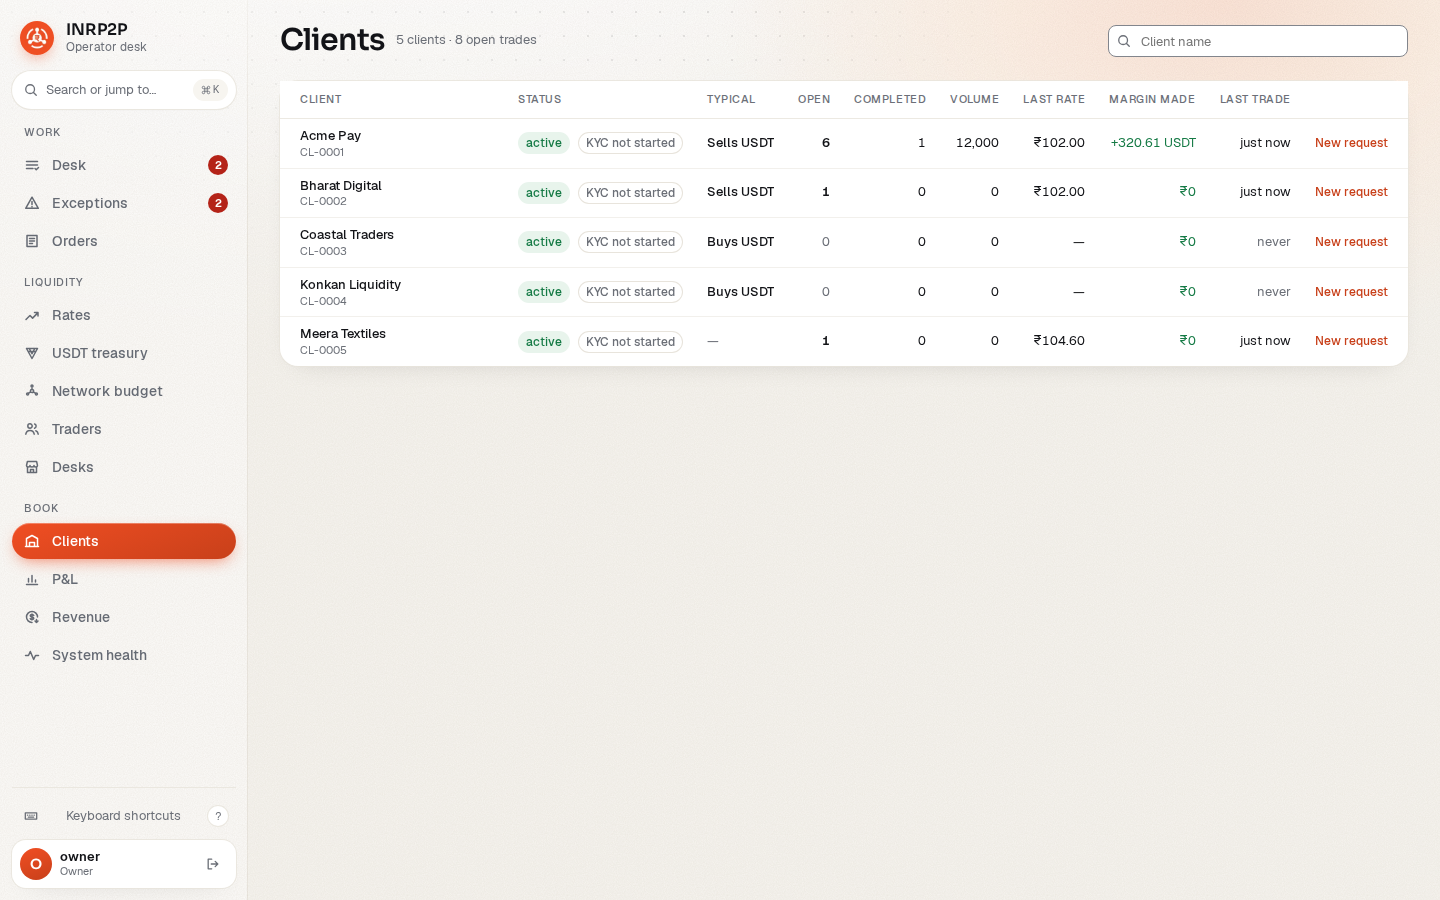 INRP2P
Operator desk
Search or jump to...
⌘K
WORK
Desk 2
Exceptions 2
Orders
LIQUIDITY
Rates
USDT treasury
Network budget
Traders
Desks
BOOK
Clients
P&L
Revenue
System health
Keyboard shortcuts ?
O
owner
Owner
Clients 5 clients · 8 open trades
Client name
CLIENT STATUS TYPICAL OPEN COMPLETED VOLUME LAST RATE MARGIN MADE LAST TRADE
Acme Pay active KYC not started Sells USDT 6 1 12,000 ₹102.00 +320.61 USDT just now New request
CL-0001
Bharat Digital active KYC not started Sells USDT 1 0 0 ₹102.00 ₹0 just now New request
CL-0002
Coastal Traders active KYC not started Buys USDT 0 0 0 — ₹0 never New request
CL-0003
Konkan Liquidity active KYC not started Buys USDT 0 0 0 — ₹0 never New request
CL-0004
Meera Textiles active KYC not started — 1 0 0 ₹104.60 ₹0 just now New request
CL-0005